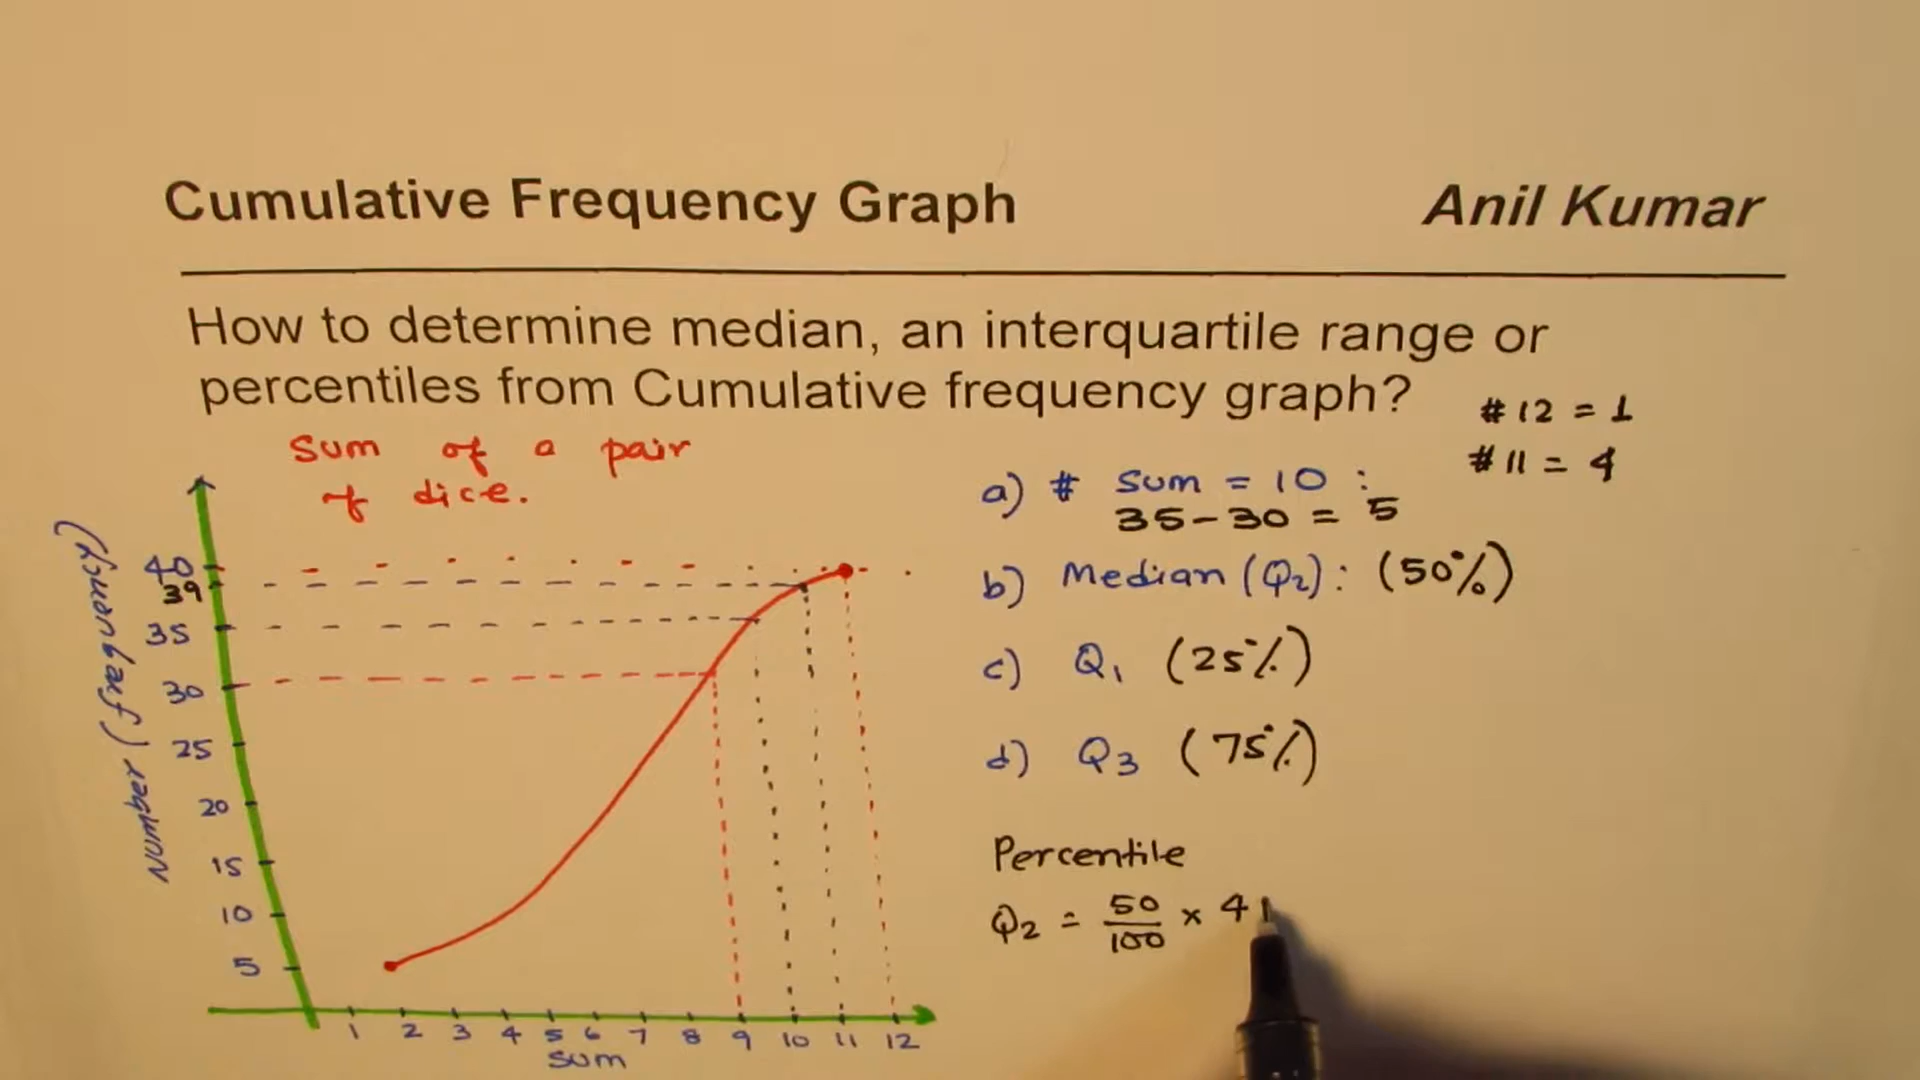 Cumulative Frequency Graph
Anil Kumar
How to determine median, an interquartile range or
percentiles from Cumulative frequency graph?
# 12 = 1
# 11 = 4
Sum of a pair
of dice.
a) # Sum = 10 :
35 - 30 = 5
b) Median (Q2) : (50%)
c) Q1 (25%)
d) Q3 (75%)
Percentile
Q2 = 50/100 × 4
Number (frequency)
40
39
35
30
25
20
15
10
5
1 2 3 4 5 6 7 8 9 10 11 12
Sum